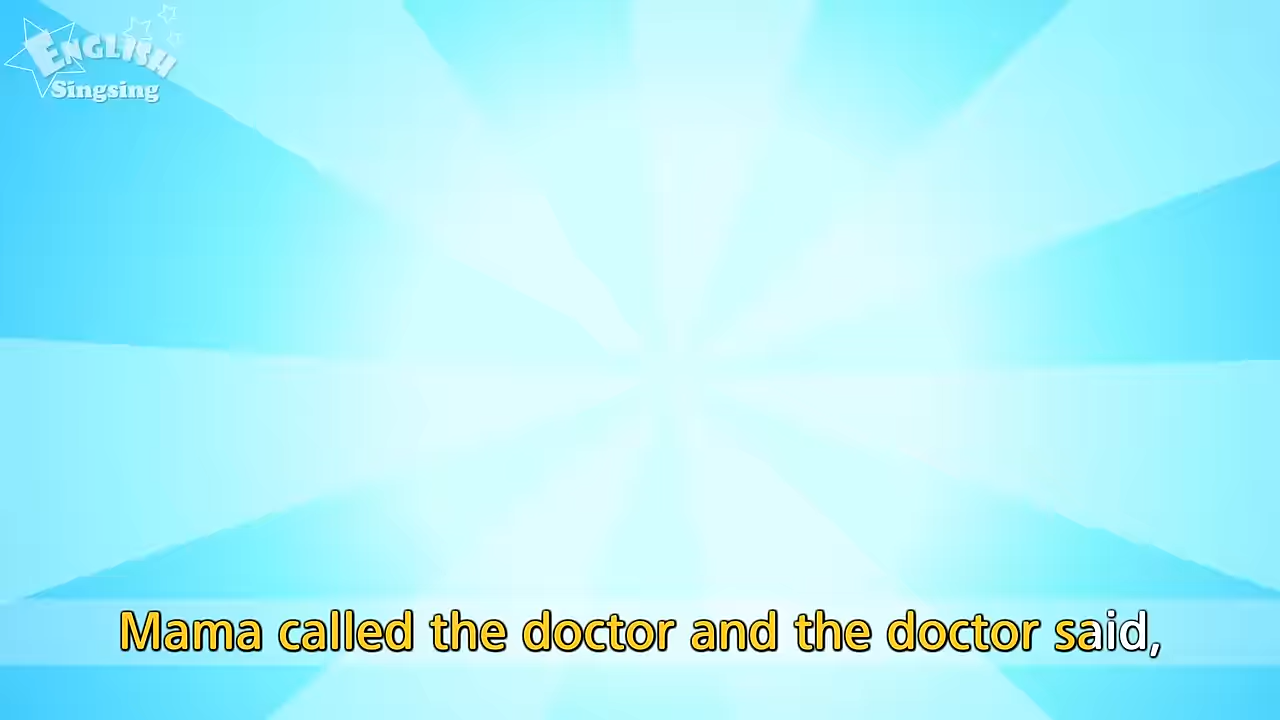 ENGLISH
Singsing
Mama called the doctor and the doctor said,